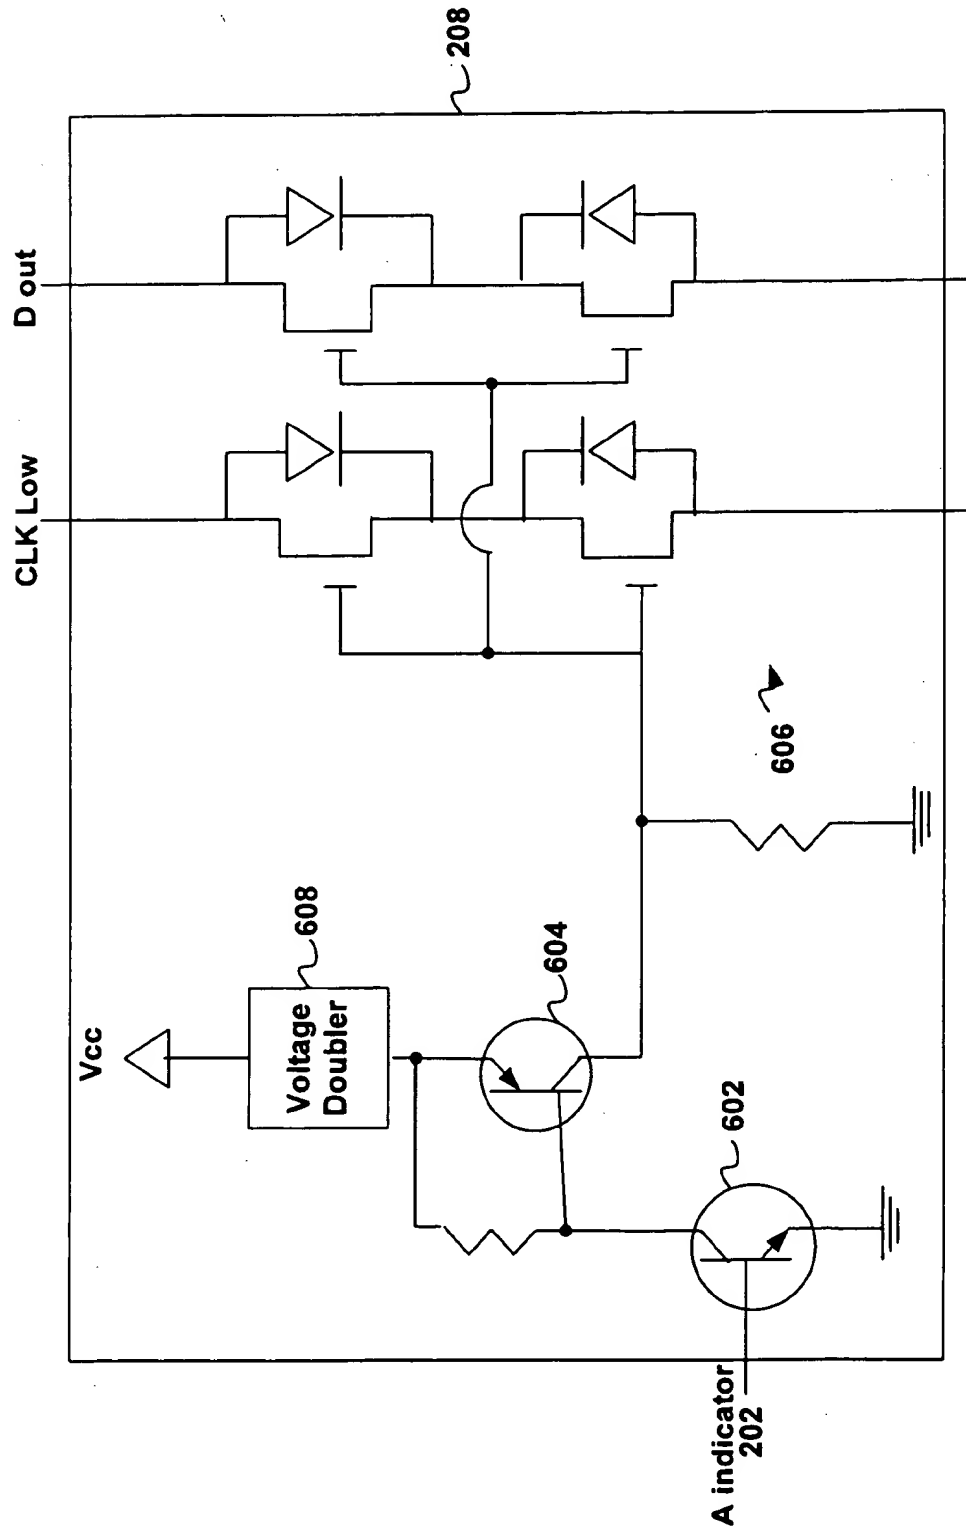 208
D out
CLK Low
606
608
Voltage
Doubler
Vcc
604
602
A indicator
202